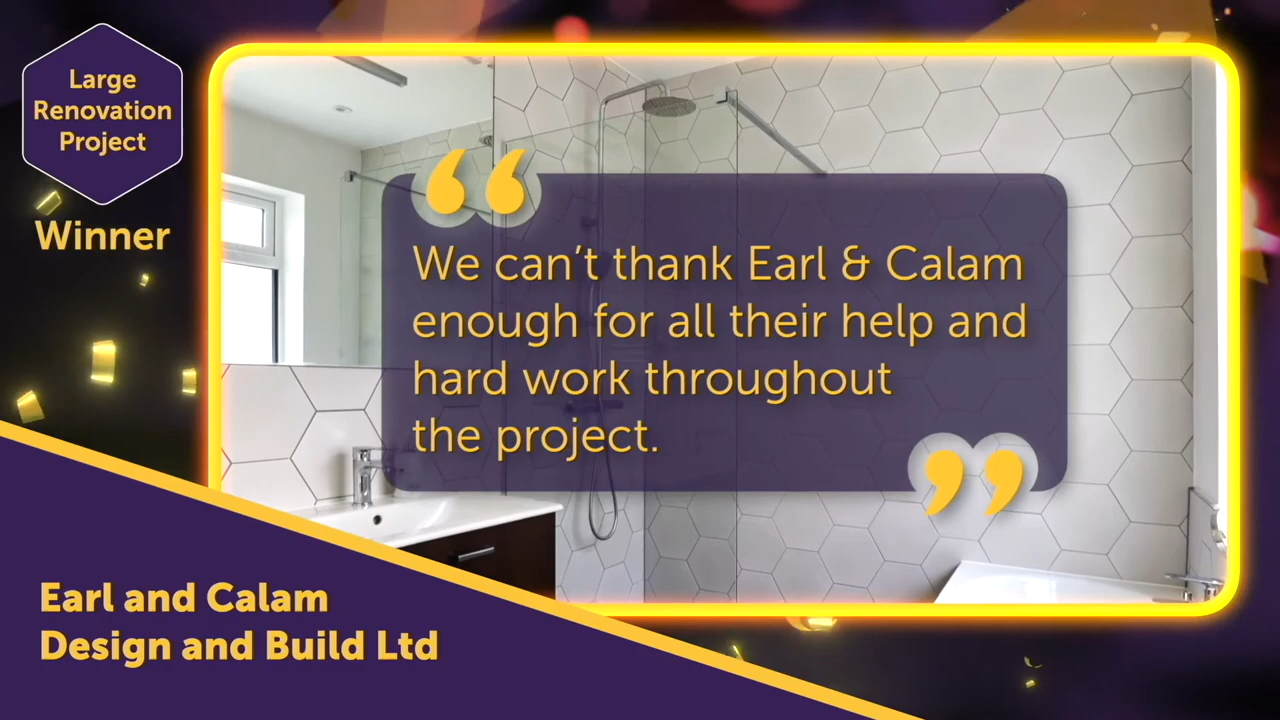 Large
Renovation
Project
Winner
“
We can’t thank Earl & Calam
enough for all their help and
hard work throughout
the project.
”
Earl and Calam
Design and Build Ltd